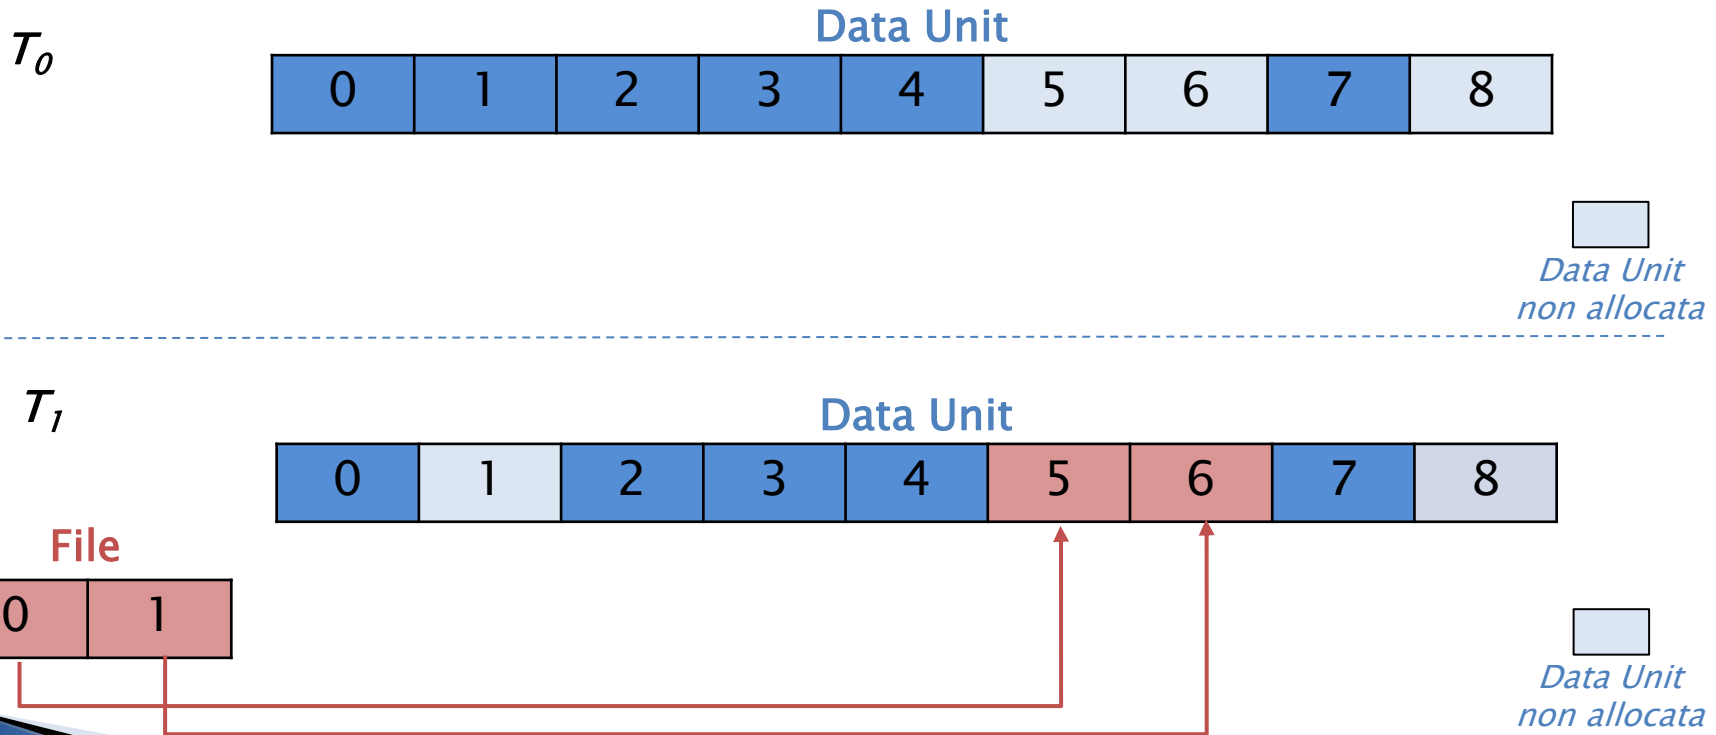 Data Unit
T0
0 1 2 3 4 5 6 7 8
Data Unit
non allocata
T1
Data Unit
0 1 2 3 4 5 6 7 8
File
0 1
Data Unit
non allocata